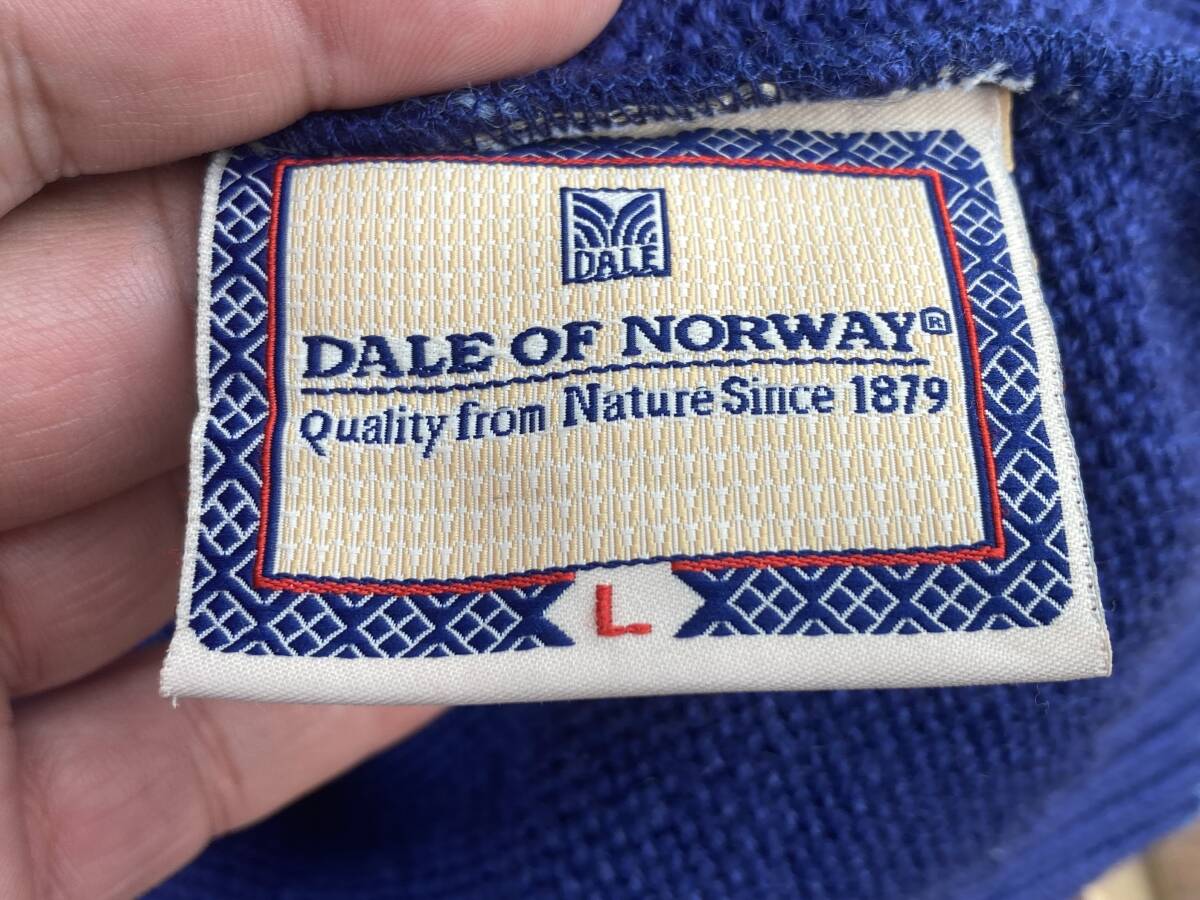 DALE
DALE OF NORWAY®
Quality from Nature Since 1879
L